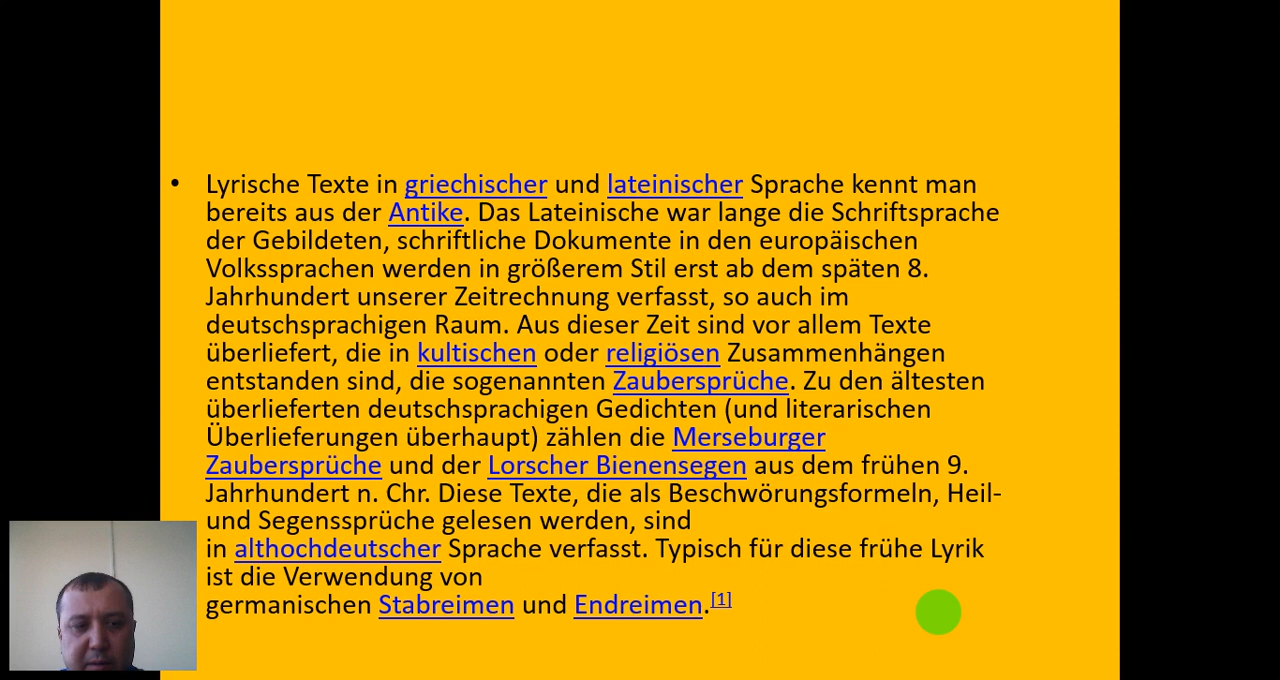 • Lyrische Texte in griechischer und lateinischer Sprache kennt man
bereits aus der Antike. Das Lateinische war lange die Schriftsprache
der Gebildeten, schriftliche Dokumente in den europäischen
Volkssprachen werden in größerem Stil erst ab dem späten 8.
Jahrhundert unserer Zeitrechnung verfasst, so auch im
deutschsprachigen Raum. Aus dieser Zeit sind vor allem Texte
überliefert, die in kultischen oder religiösen Zusammenhängen
entstanden sind, die sogenannten Zaubersprüche. Zu den ältesten
überlieferten deutschsprachigen Gedichten (und literarischen
Überlieferungen überhaupt) zählen die Merseburger
Zaubersprüche und der Lorscher Bienensegen aus dem frühen 9.
Jahrhundert n. Chr. Diese Texte, die als Beschwörungsformeln, Heil-
und Segenssprüche gelesen werden, sind
in althochdeutscher Sprache verfasst. Typisch für diese frühe Lyrik
ist die Verwendung von
germanischen Stabreimen und Endreimen.[1]